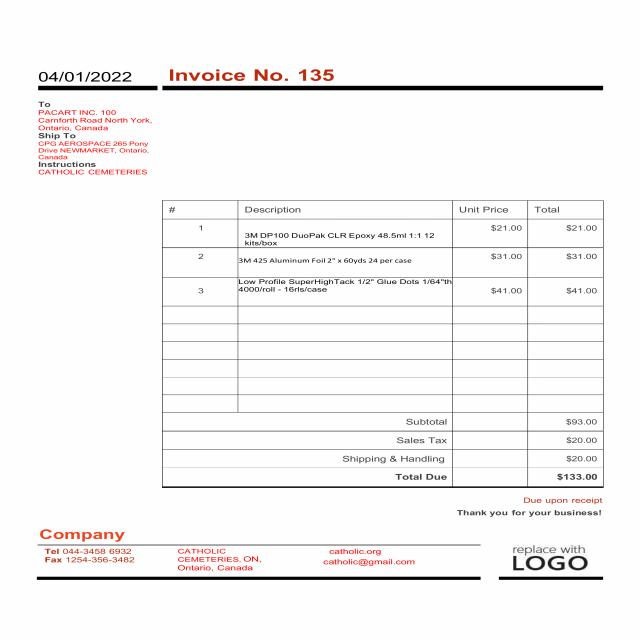 04/01/2022
Invoice No. 135
To
PACART INC. 100
Carnforth Road North York,
Ontario, Canada
Ship To
CPG AEROSPACE 265 Pony
Drive NEWMARKET, Ontario,
Canada
Instructions
CATHOLIC CEMETERIES
# Description Unit Price Total
1 3M DP100 DuoPak CLR Epoxy 48.5ml 1:1 12 $21.00 $21.00
kits/box
2 3M 425 Aluminum Foil 2" x 60yds 24 per case $31.00 $31.00
Low Profile SuperHighTack 1/2" Glue Dots 1/64"th
3 4000/roll - 16rls/case $41.00 $41.00
Subtotal $93.00
Sales Tax $20.00
Shipping & Handling $20.00
Total Due $133.00
Due upon receipt
Thank you for your business!
Company
Tel 044-3458 6932
Fax 1254-356-3482
CATHOLIC
CEMETERIES, ON,
Ontario, Canada
catholic.org
catholic@gmail.com
replace with
LOGO